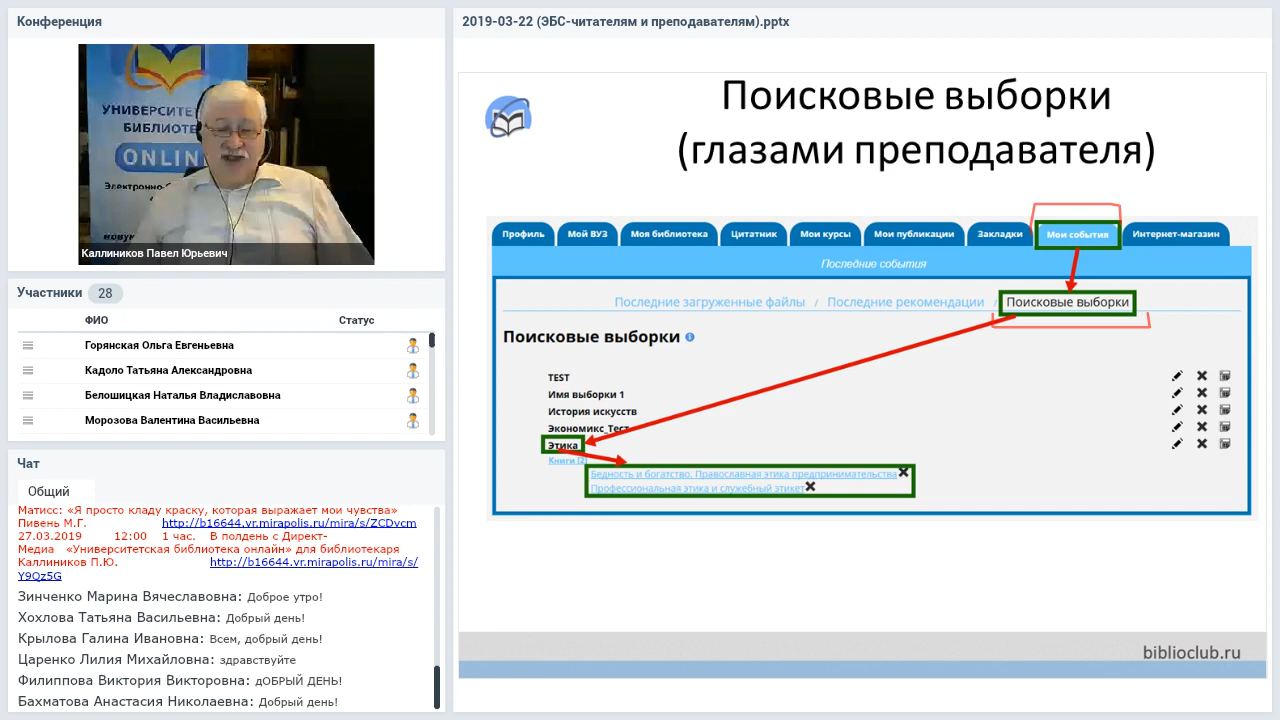 Конференция
УНИВЕРСИТЕ
БИБЛИОТЕ
ONLIN
Каллиников Павел Юрьевич
Участники 28
ФИО Статус
Горянская Ольга Евгеньевна
Кадоло Татьяна Александровна
Белошицкая Наталья Владиславовна
Морозова Валентина Васильевна
Чат
Общий
Матисс: «Я просто кладу краску, которая выражает мои чувства»
Пивень М.Г. http://b16644.vr.mirapolis.ru/mira/s/ZCDvcm
27.03.2019 12:00 1 час. В полдень с Директ-
Медиа «Университетская библиотека онлайн» для библиотекаря
Каллиников П.Ю. http://b16644.vr.mirapolis.ru/mira/s/
Y9Qz5G
Зинченко Марина Вячеславовна: Доброе утро!
Хохлова Татьяна Васильевна: Добрый день!
Крылова Галина Ивановна: Всем, добрый день!
Царенко Лилия Михайловна: здравствуйте
Филиппова Виктория Викторовна: дОБРЫЙ ДЕНЬ!
Бахматова Анастасия Николаевна: Добрый день!
2019-03-22 (ЭБС-читателям и преподавателям).pptx
Поисковые выборки
(глазами преподавателя)
Профиль Мой ВУЗ Моя библиотека Цитатник Мои курсы Мои публикации Закладки Мои события Интернет-магазин
Последние события
Последние загруженные файлы / Последние рекомендации / Поисковые выборки
Поисковые выборки
TEST
Имя выборки 1
История искусств
Экономикс_Тест
Этика
Книги (2)
Бедность и богатство. Православная этика предпринимательства
Профессиональная этика и служебный этикет
biblioclub.ru